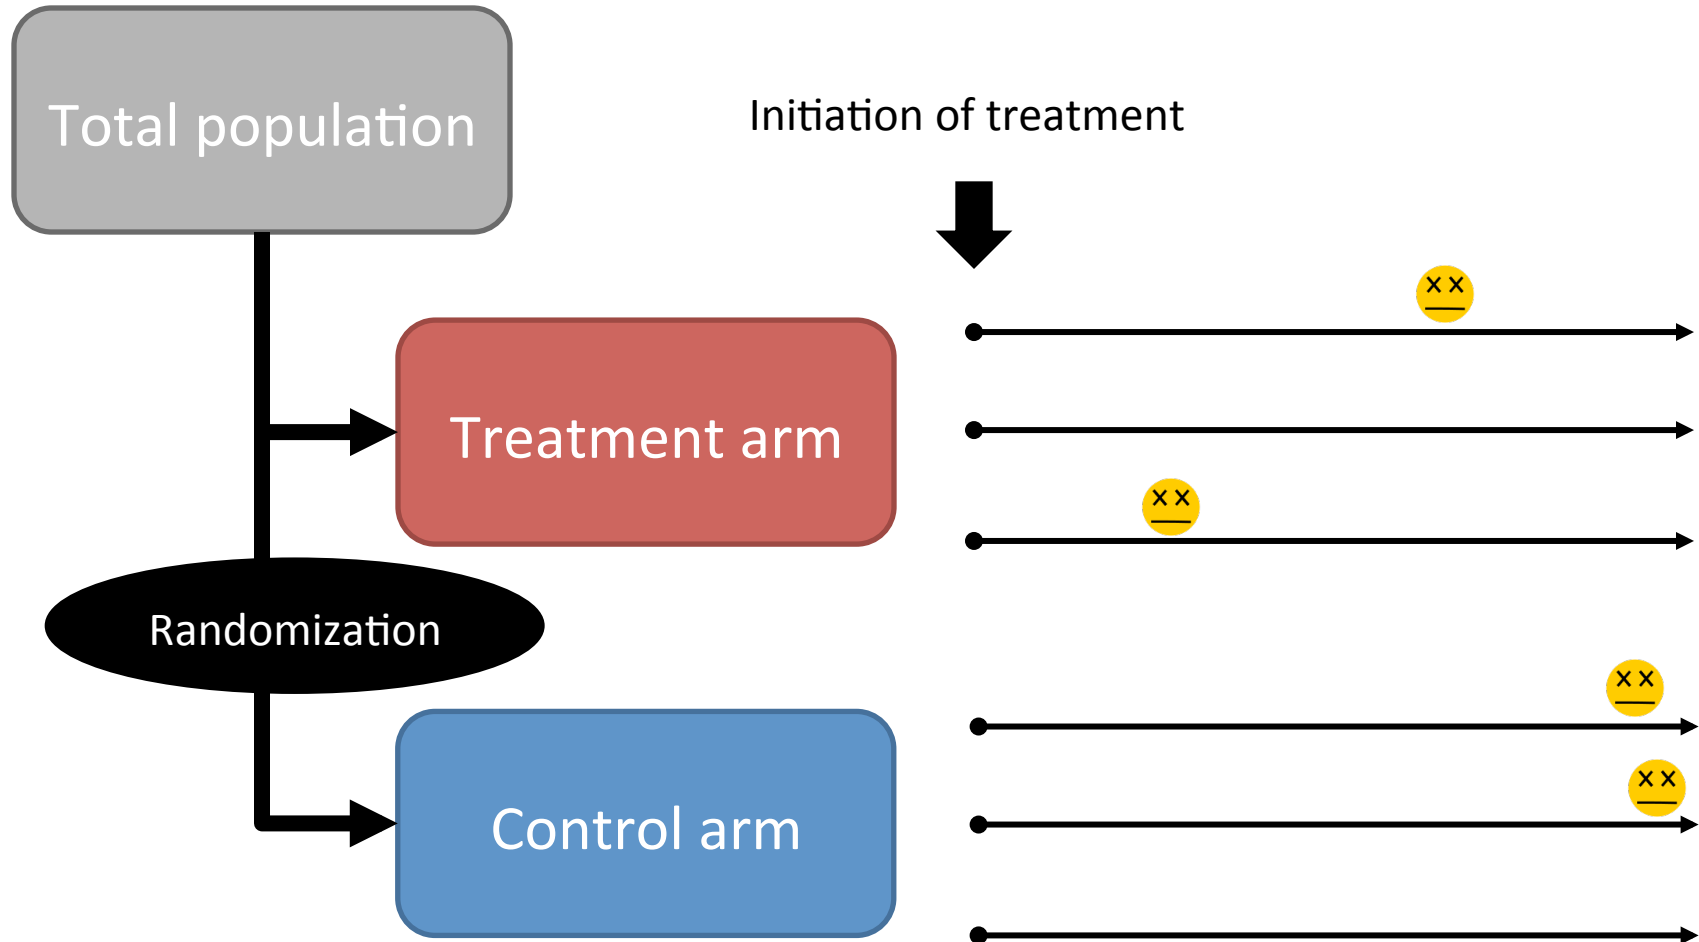 Total population
Initiation of treatment
Treatment arm
Randomization
Control arm